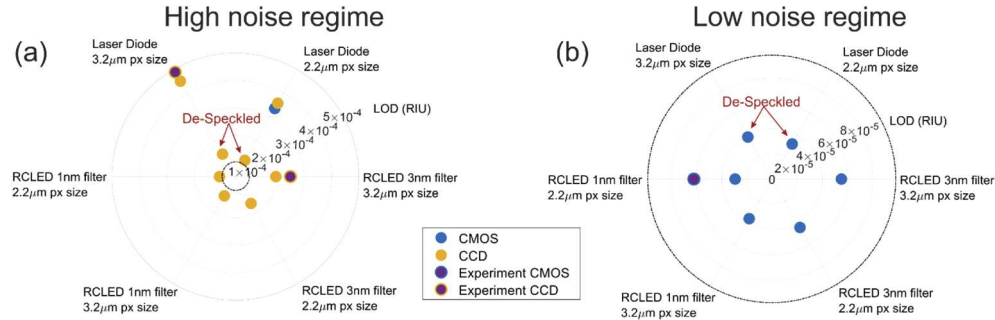 High noise regime
Low noise regime
(a)
Laser Diode
3.2μm px size
Laser Diode
2.2μm px size
LOD (RIU)
5×10⁻⁴
4×10⁻⁴
3×10⁻⁴
2×10⁻⁴
1×10⁻⁴
De-Speckled
RCLED 1nm filter
2.2μm px size
RCLED 3nm filter
3.2μm px size
RCLED 1nm filter
3.2μm px size
RCLED 3nm filter
2.2μm px size
CMOS
CCD
Experiment CMOS
Experiment CCD
(b)
Laser Diode
3.2μm px size
Laser Diode
2.2μm px size
De-Speckled
LOD (RIU)
8×10⁻⁵
6×10⁻⁵
4×10⁻⁵
2×10⁻⁵
0
RCLED 1nm filter
2.2μm px size
RCLED 3nm filter
3.2μm px size
RCLED 1nm filter
3.2μm px size
RCLED 3nm filter
2.2μm px size